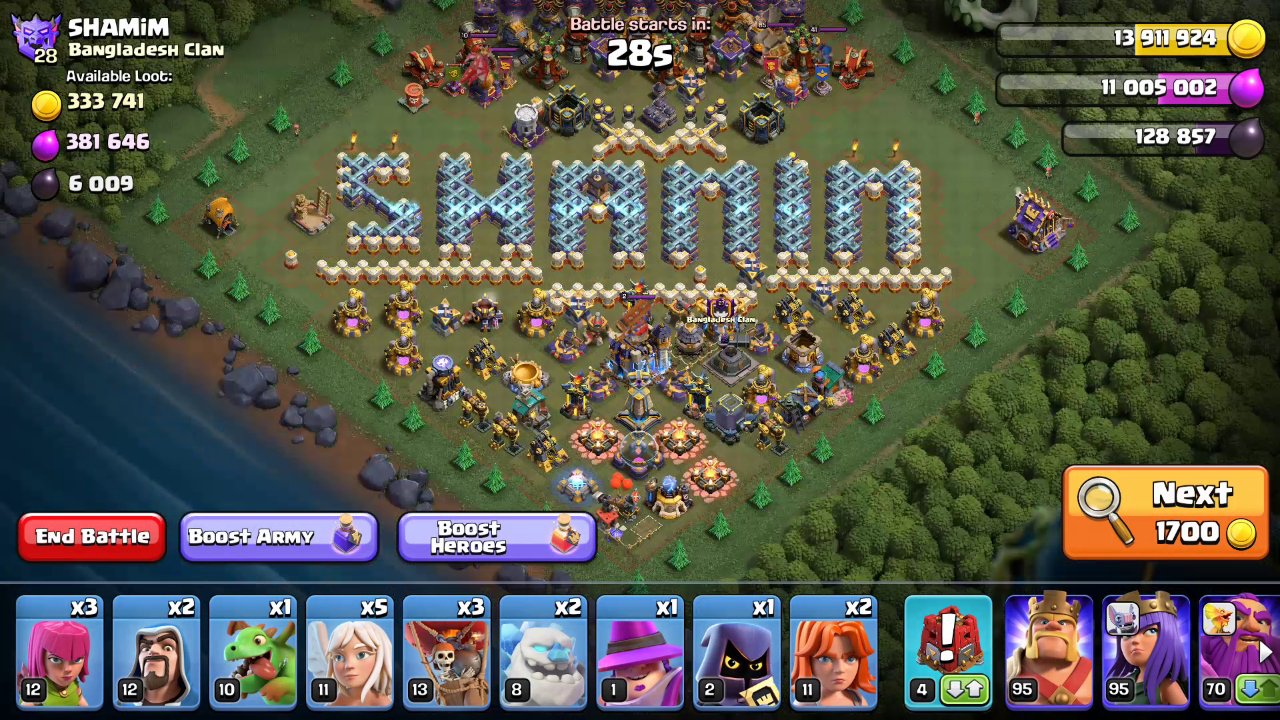 SHAMiM
28
Bangladesh Clan
Available Loot:
333 741
381 646
6 009
Battle starts in:
28s
13 911 924
11 005 002
128 857
SHAMIM
Bangladesh Clan
Next
1700
End Battle
Boost Army
Boost
Heroes
x3
x2
x1
x5
x3
x2
x1
x1
x2
12
12
10
11
13
8
1
2
11
4
95
95
70